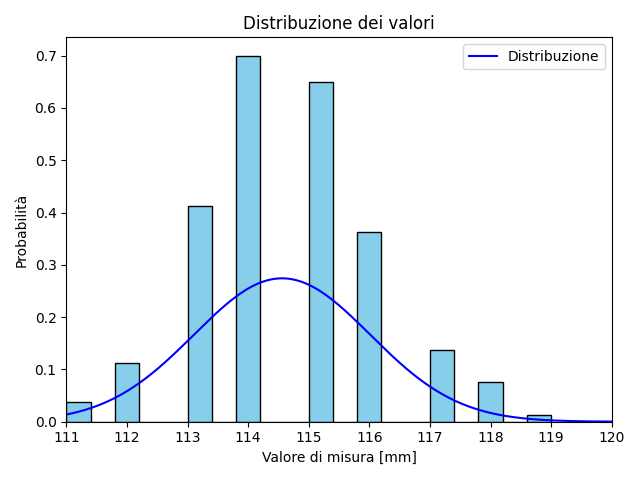 Distribuzione dei valori
Distribuzione
Probabilità
0.7
0.6
0.5
0.4
0.3
0.2
0.1
0.0
111 112 113 114 115 116 117 118 119 120
Valore di misura [mm]